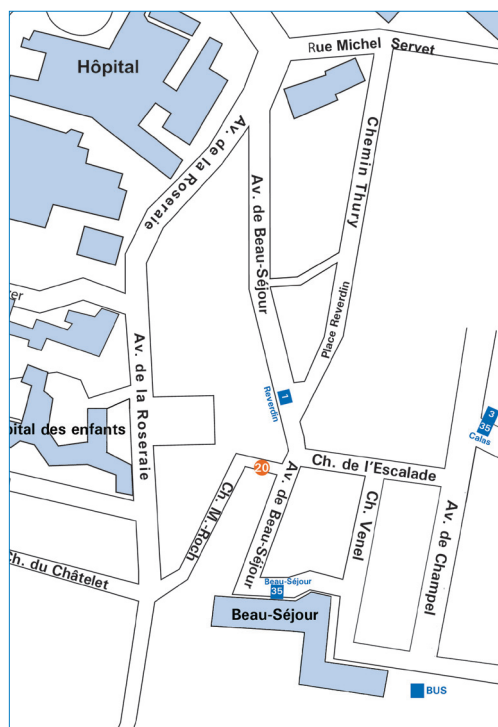 Hôpital
Rue Michel Servet
Av. de la Roseraie
Chemin Thury
Av. de Beau-Séjour
Place Reverdin
Av. de la Roseraie
1
Reverdin
3
35
Calas
pital des enfants
20
Ch. de l'Escalade
Ch. M.-Roch
Av. de Beau-Séjour
Ch. Venel
Av. de Champel
h. du Châtelet
Beau-Séjour
35
Beau-Séjour
BUS